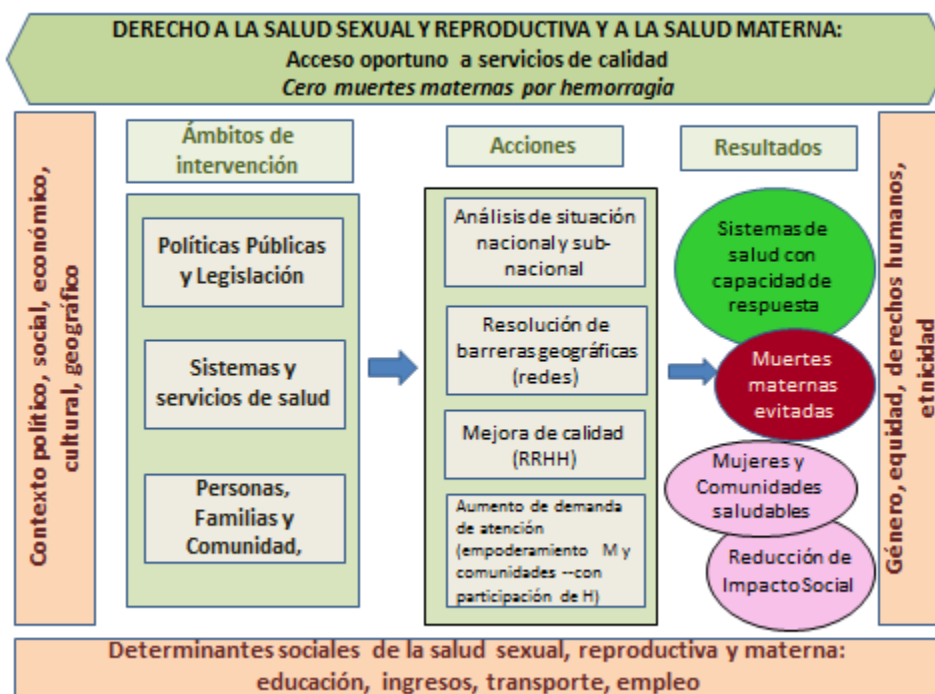 DERECHO A LA SALUD SEXUAL Y REPRODUCTIVA Y A LA SALUD MATERNA:
Acceso oportuno a servicios de calidad
Cero muertes maternas por hemorragia
Contexto político, social, económico,
cultural, geográfico
Ámbitos de
intervención
Políticas Públicas
y Legislación
Sistemas y
servicios de salud
Personas,
Familias y
Comunidad,
Acciones
Análisis de situación
nacional y sub-
nacional
Resolución de
barreras geográficas
(redes)
Mejora de calidad
(RRHH)
Aumento de demanda
de atención
(empoderamiento M y
comunidades --con
participación de H)
Resultados
Sistemas de
salud con
capacidad de
respuesta
Muertes
maternas
evitadas
Mujeres y
Comunidades
saludables
Reducción de
Impacto Social
Género, equidad, derechos humanos,
etnicidad
Determinantes sociales de la salud sexual, reproductiva y materna:
educación, ingresos, transporte, empleo